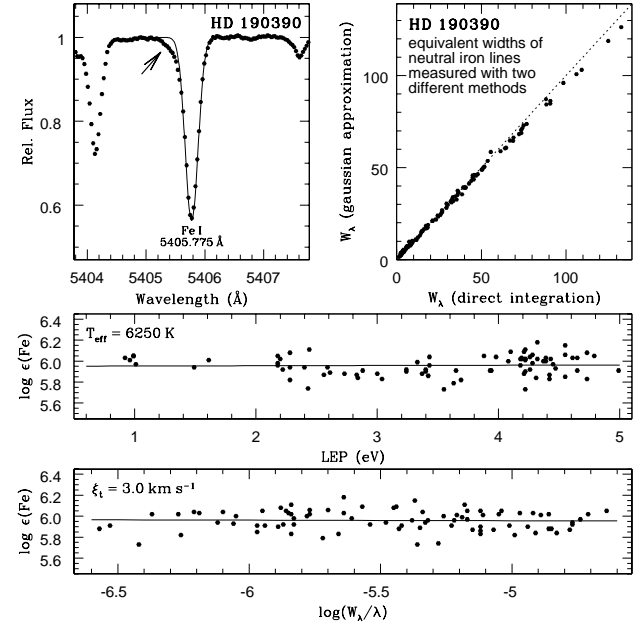 HD 190390
1
0.8
0.6
Rel. Flux
Fe I
5405.775 Å
5404 5405 5406 5407
Wavelength (Å)
HD 190390
equivalent widths of
neutral iron lines
measured with two
different methods
100
50
0
W_λ (gaussian approximation)
0 50 100
W_λ (direct integration)
T_eff = 6250 K
6.4
6.2
6.0
5.8
5.6
log ε(Fe)
1 2 3 4 5
LEP (eV)
ξ_t = 3.0 km s⁻¹
6.4
6.2
6.0
5.8
5.6
log ε(Fe)
-6.5 -6 -5.5 -5
log(W_λ/λ)